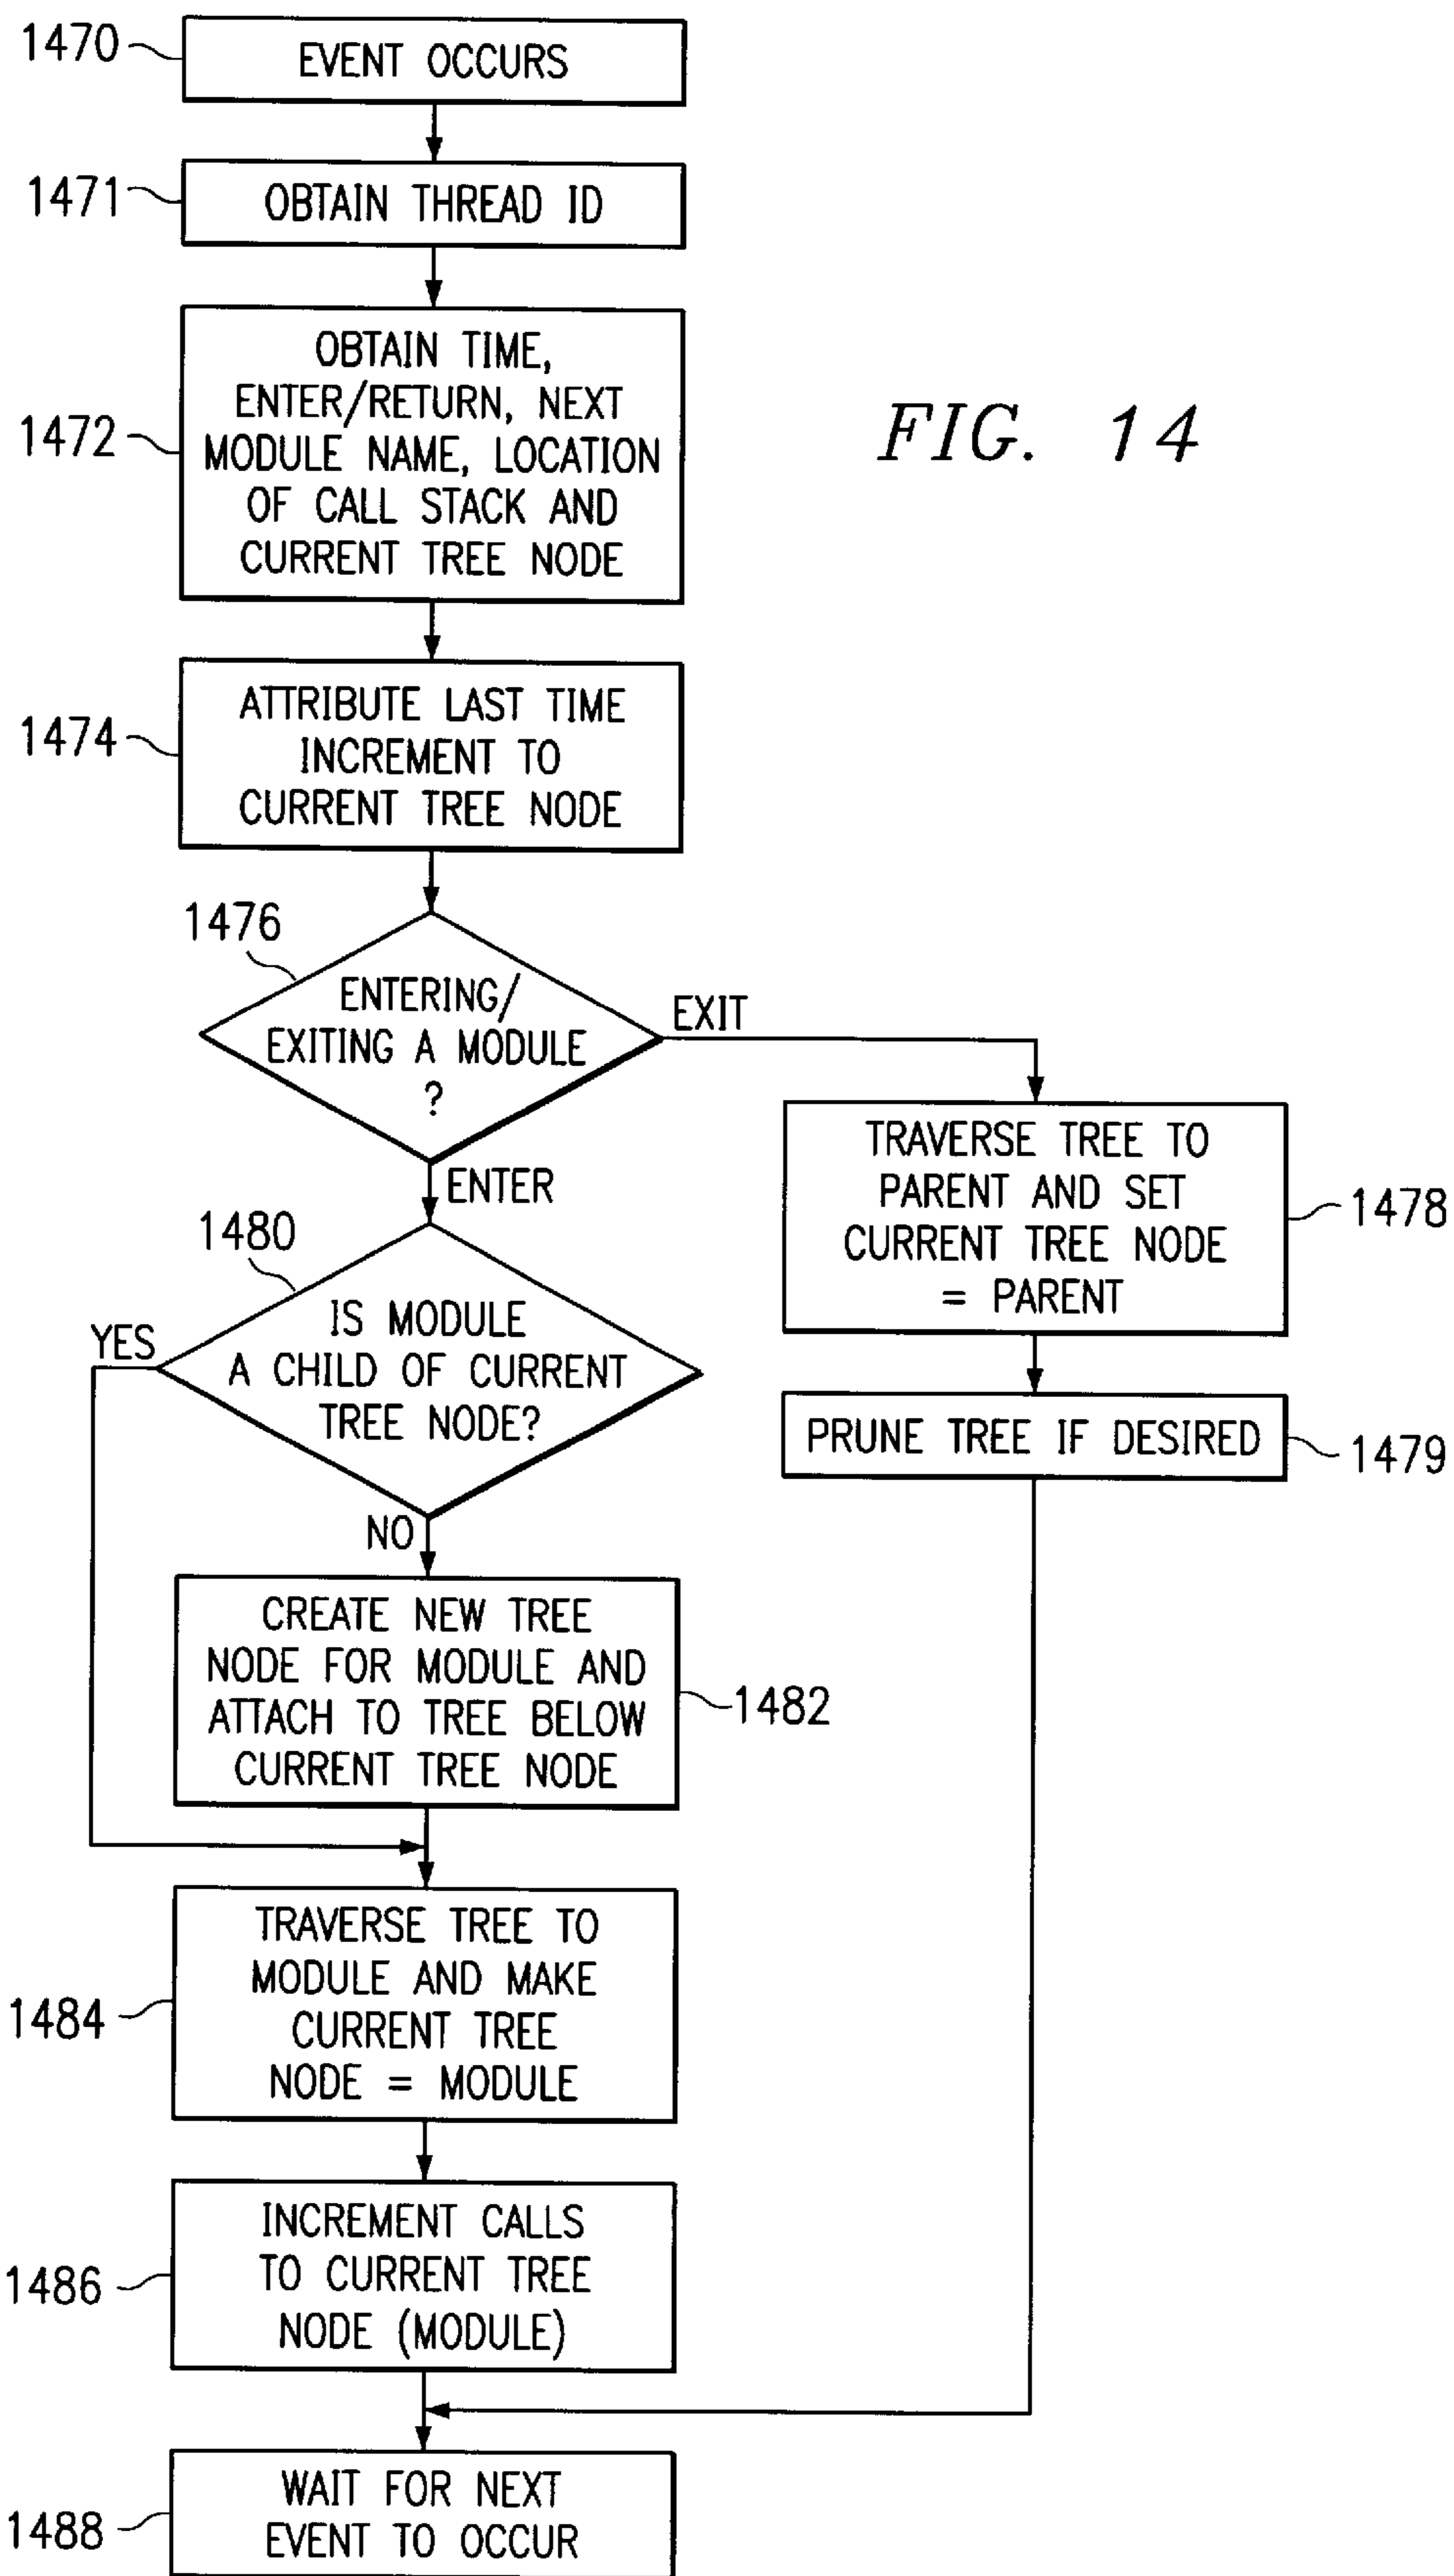 1470
EVENT OCCURS
1471
OBTAIN THREAD ID
1472
OBTAIN TIME,
ENTER/RETURN, NEXT
MODULE NAME, LOCATION
OF CALL STACK AND
CURRENT TREE NODE
FIG. 14
1474
ATTRIBUTE LAST TIME
INCREMENT TO
CURRENT TREE NODE
1476
ENTERING/
EXITING A MODULE
?
EXIT
ENTER
TRAVERSE TREE TO
PARENT AND SET
CURRENT TREE NODE
= PARENT
1478
PRUNE TREE IF DESIRED
1479
1480
IS MODULE
A CHILD OF CURRENT
TREE NODE?
YES
NO
CREATE NEW TREE
NODE FOR MODULE AND
ATTACH TO TREE BELOW
CURRENT TREE NODE
1482
1484
TRAVERSE TREE TO
MODULE AND MAKE
CURRENT TREE
NODE = MODULE
1486
INCREMENT CALLS
TO CURRENT TREE
NODE (MODULE)
1488
WAIT FOR NEXT
EVENT TO OCCUR